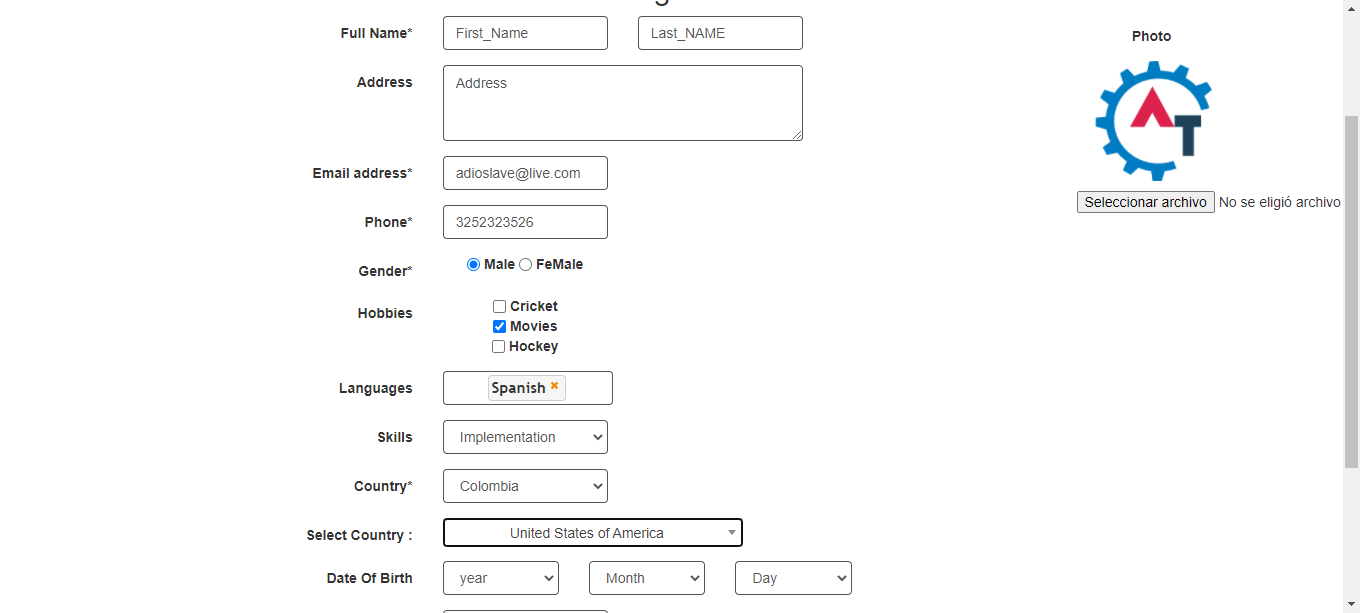 Full Name* First_Name Last_NAME
Photo
Address Address
AT
Email address* adioslave@live.com
Seleccionar archivo No se eligió archivo
Phone* 3252323526
Gender* Male FeMale
Hobbies Cricket
Movies
Hockey
Languages Spanish
Skills Implementation
Country* Colombia
Select Country : United States of America
Date Of Birth year Month Day